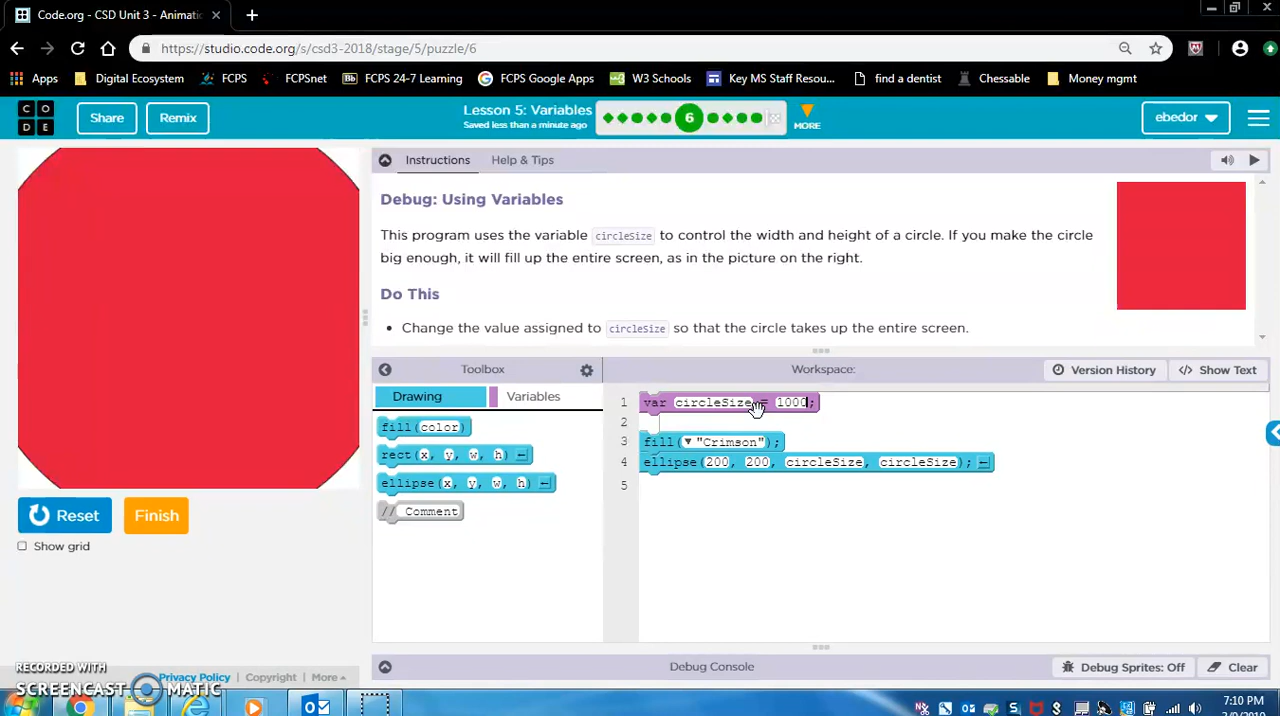 Code.org - CSD Unit 3 - Animatic
https://studio.code.org/s/csd3-2018/stage/5/puzzle/6
Apps
Digital Ecosystem
FCPS
FCPSnet
Bb FCPS 24-7 Learning
FCPS Google Apps
W3 Schools
Key MS Staff Resou...
find a dentist
Chessable
Money mgmt
C O
D E
Share
Remix
Lesson 5: Variables
Saved less than a minute ago
6
MORE
ebedor
Instructions
Help & Tips
Debug: Using Variables
This program uses the variable circleSize to control the width and height of a circle. If you make the circle
big enough, it will fill up the entire screen, as in the picture on the right.
Do This
• Change the value assigned to circleSize so that the circle takes up the entire screen.
Toolbox
Workspace:
Version History
</> Show Text
Drawing
Variables
fill(color)
rect(x, y, w, h)
ellipse(x, y, w, h)
// Comment
1 var circleSize = 1000;
2
3 fill("Crimson");
4 ellipse(200, 200, circleSize, circleSize);
5
Reset
Finish
Show grid
Debug Console
Debug Sprites: Off
Clear
RECORDED WITH
SCREENCAST MATIC
Privacy Policy | Copyright | More
7:10 PM